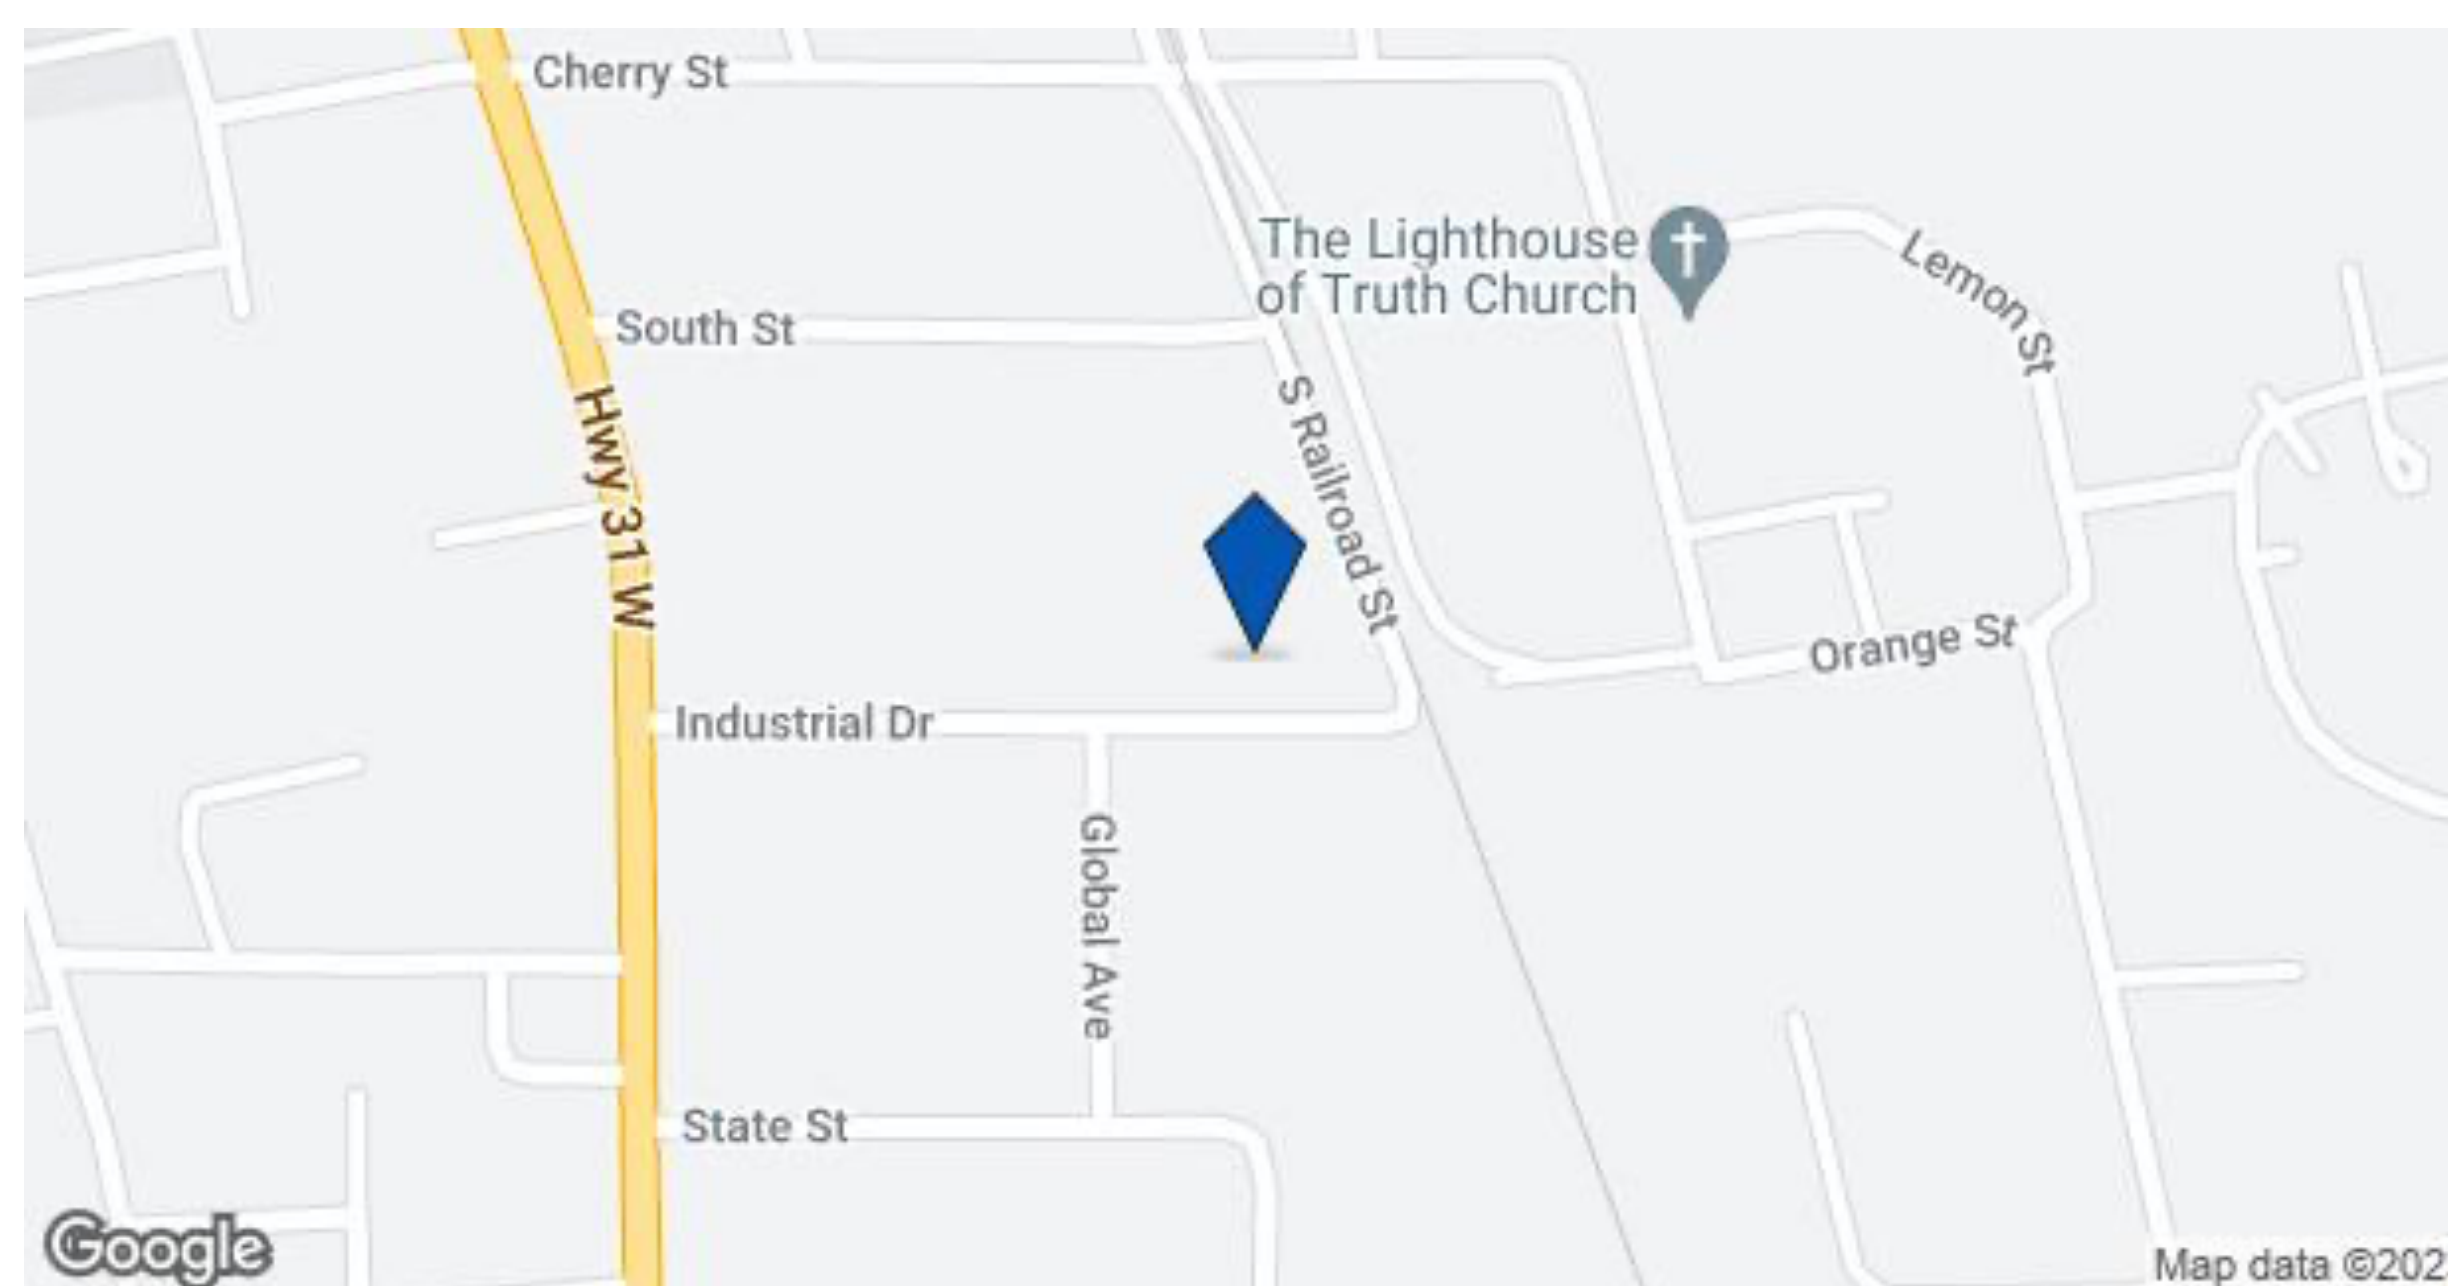 Cherry St
The Lighthouse
of Truth Church
Lemon St
South St
S Railroad St
Hwy 31 W
Orange St
Industrial Dr
Global Ave
State St
Google
Map data ©202